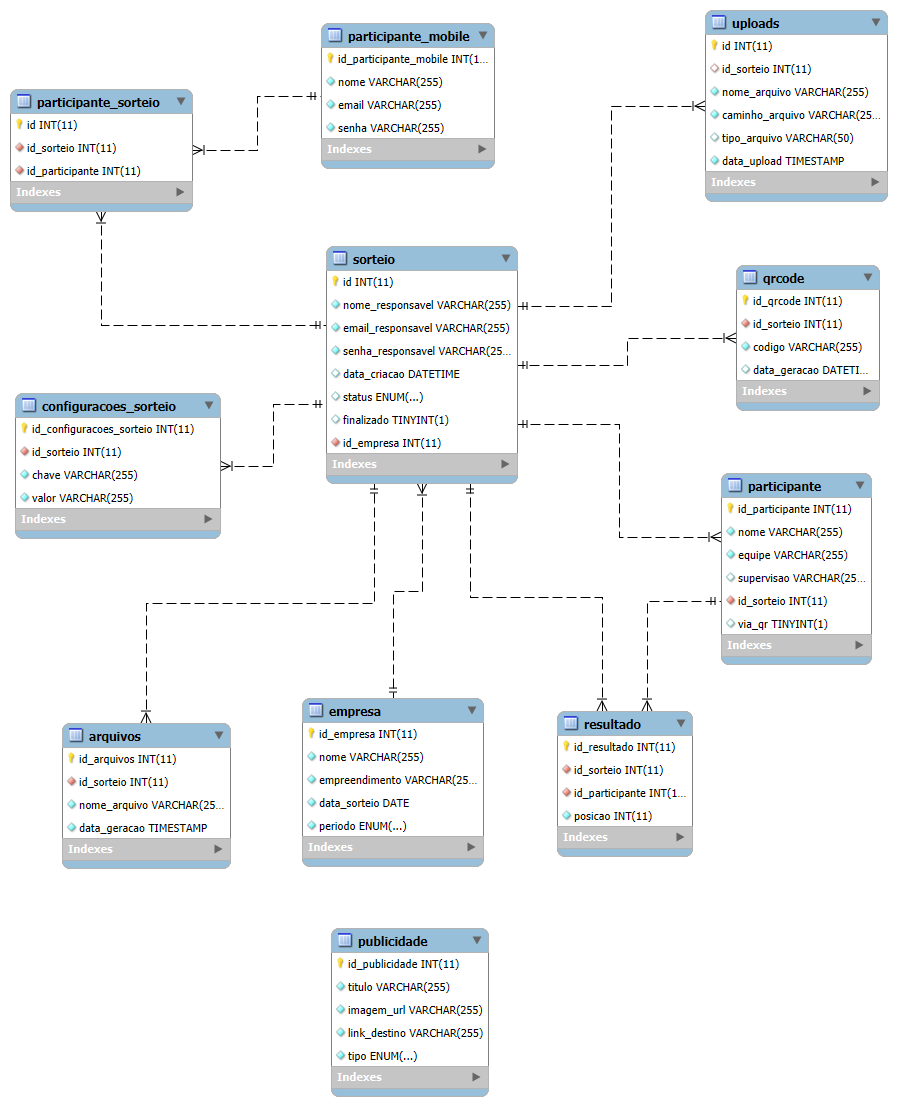 participante_mobile
id_participante_mobile INT(1...
nome VARCHAR(255)
email VARCHAR(255)
senha VARCHAR(255)
Indexes
uploads
id INT(11)
id_sorteio INT(11)
nome_arquivo VARCHAR(255)
caminho_arquivo VARCHAR(25...
tipo_arquivo VARCHAR(50)
data_upload TIMESTAMP
Indexes
participante_sorteio
id INT(11)
id_sorteio INT(11)
id_participante INT(11)
Indexes
sorteio
id INT(11)
nome_responsavel VARCHAR(255)
email_responsavel VARCHAR(255)
senha_responsavel VARCHAR(25...
data_criacao DATETIME
status ENUM(...)
finalizado TINYINT(1)
id_empresa INT(11)
Indexes
qrcode
id_qrcode INT(11)
id_sorteio INT(11)
codigo VARCHAR(255)
data_geracao DATETI...
Indexes
configuracoes_sorteio
id_configuracoes_sorteio INT(11)
id_sorteio INT(11)
chave VARCHAR(255)
valor VARCHAR(255)
Indexes
participante
id_participante INT(11)
nome VARCHAR(255)
equipe VARCHAR(255)
supervisao VARCHAR(25...
id_sorteio INT(11)
via_qr TINYINT(1)
Indexes
arquivos
id_arquivos INT(11)
id_sorteio INT(11)
nome_arquivo VARCHAR(25...
data_geracao TIMESTAMP
Indexes
empresa
id_empresa INT(11)
nome VARCHAR(255)
empreendimento VARCHAR(25...
data_sorteio DATE
periodo ENUM(...)
Indexes
resultado
id_resultado INT(11)
id_sorteio INT(11)
id_participante INT(1...
posicao INT(11)
Indexes
publicidade
id_publicidade INT(11)
titulo VARCHAR(255)
imagem_url VARCHAR(255)
link_destino VARCHAR(255)
tipo ENUM(...)
Indexes